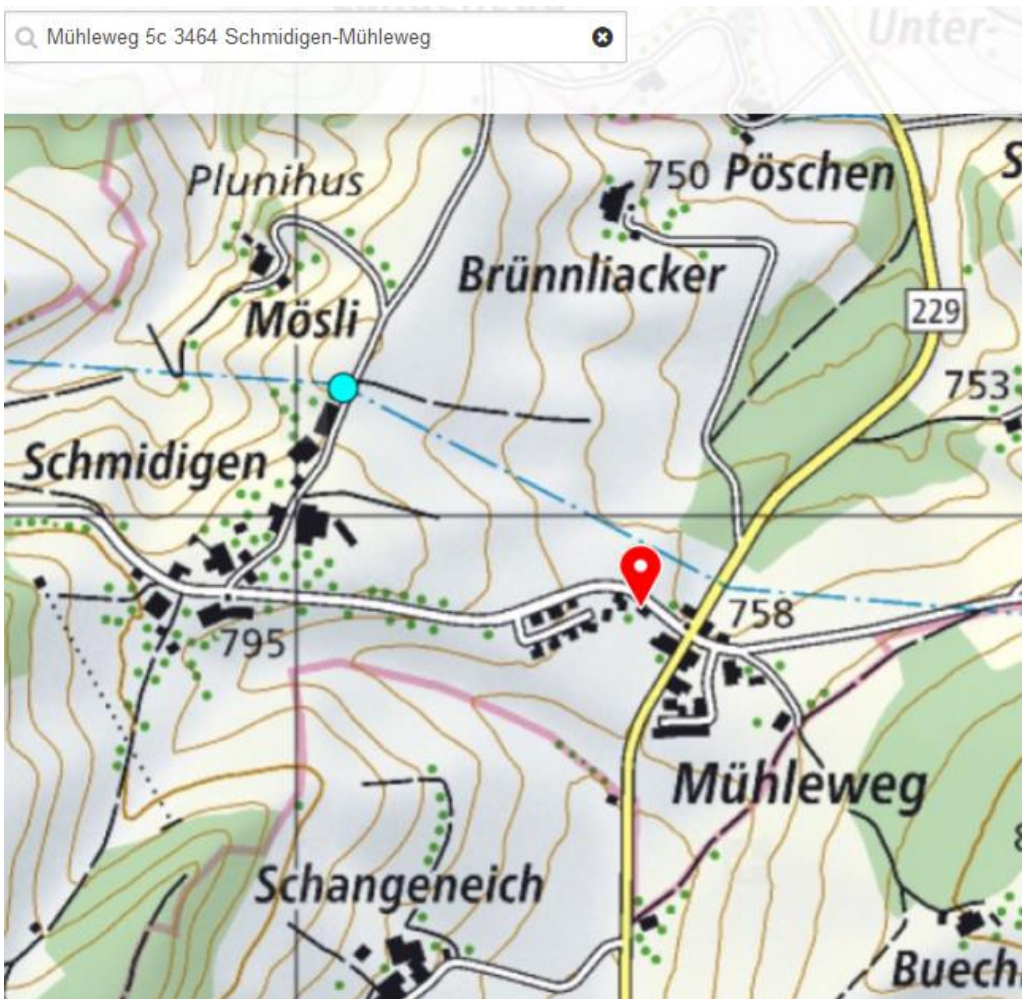 Mühleweg 5c 3464 Schmidigen-Mühleweg
Unter-
Plunihus
750 Pöschen
Brünnliacker
229
Mösli
753
Schmidigen
758
795
Mühleweg
Schangeneich
Buech